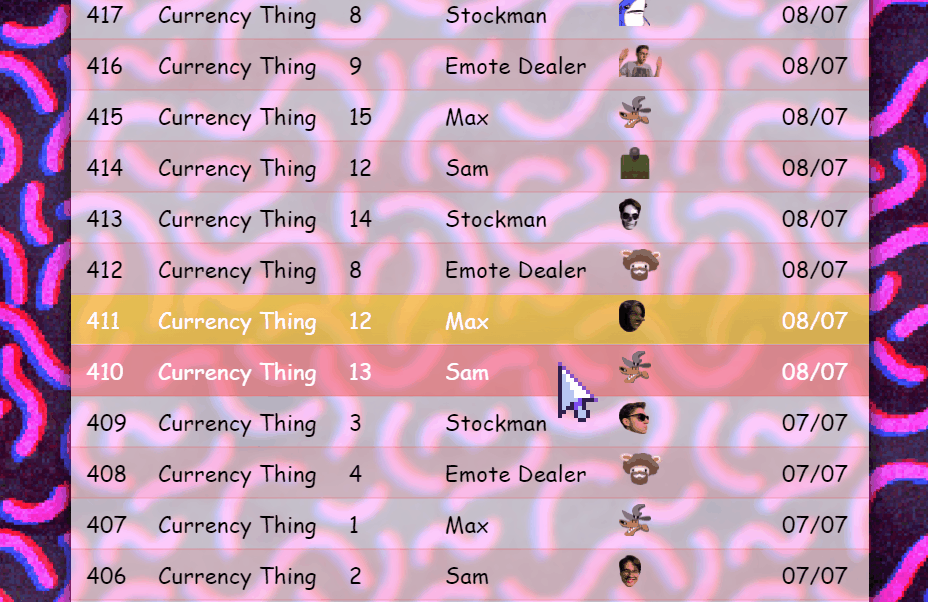 417 Currency Thing 8 Stockman 08/07
416 Currency Thing 9 Emote Dealer 08/07
415 Currency Thing 15 Max 08/07
414 Currency Thing 12 Sam 08/07
413 Currency Thing 14 Stockman 08/07
412 Currency Thing 8 Emote Dealer 08/07
411 Currency Thing 12 Max 08/07
410 Currency Thing 13 Sam 08/07
409 Currency Thing 3 Stockman 07/07
408 Currency Thing 4 Emote Dealer 07/07
407 Currency Thing 1 Max 07/07
406 Currency Thing 2 Sam 07/07